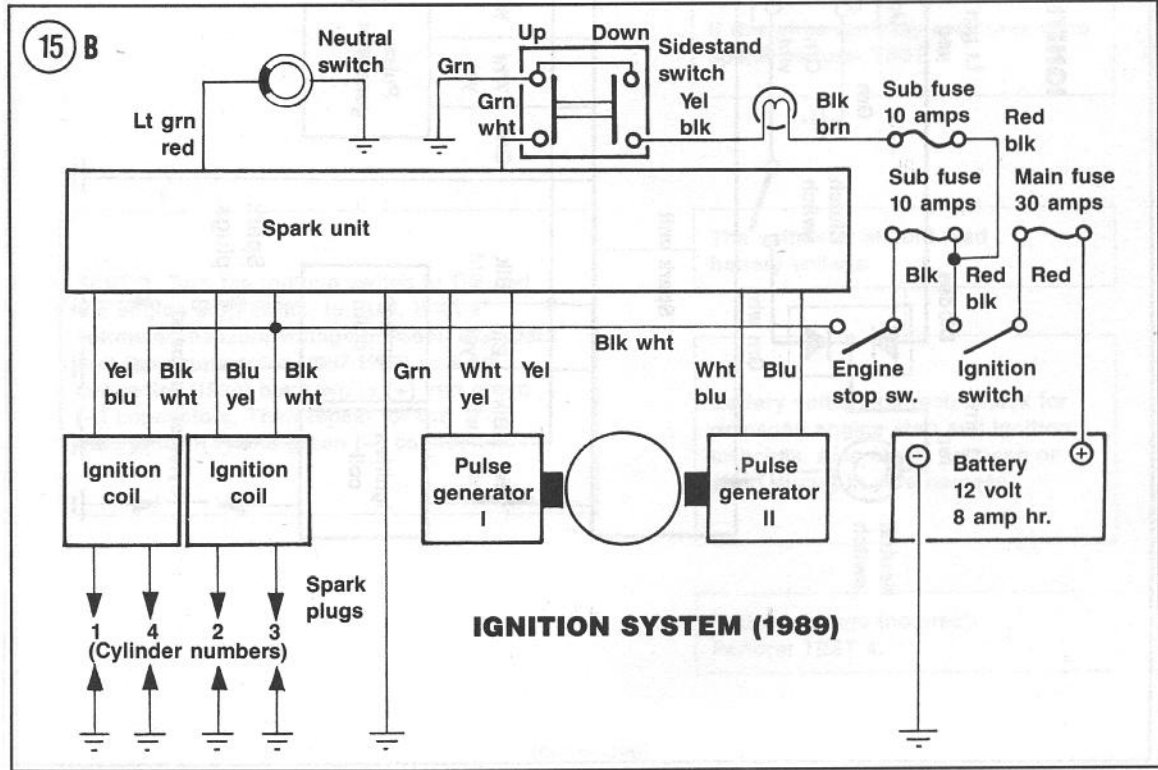 15 B
Neutral
switch
Up Down
Sidestand
switch
Grn
Grn
wht
Yel
blk
Blk
brn
Sub fuse
10 amps
Red
blk
Lt grn
red
Spark unit
Sub fuse
10 amps
Main fuse
30 amps
Blk
Red
blk
Red
Blk wht
Yel
blu
Blk
wht
Blu
yel
Blk
wht
Grn
Wht
yel
Yel
Wht
blu
Blu
Engine
stop sw.
Ignition
switch
Ignition
coil
Ignition
coil
Pulse
generator
I
Pulse
generator
II
Battery
12 volt
8 amp hr.
Spark
plugs
1 4 2 3
(Cylinder numbers)
IGNITION SYSTEM (1989)